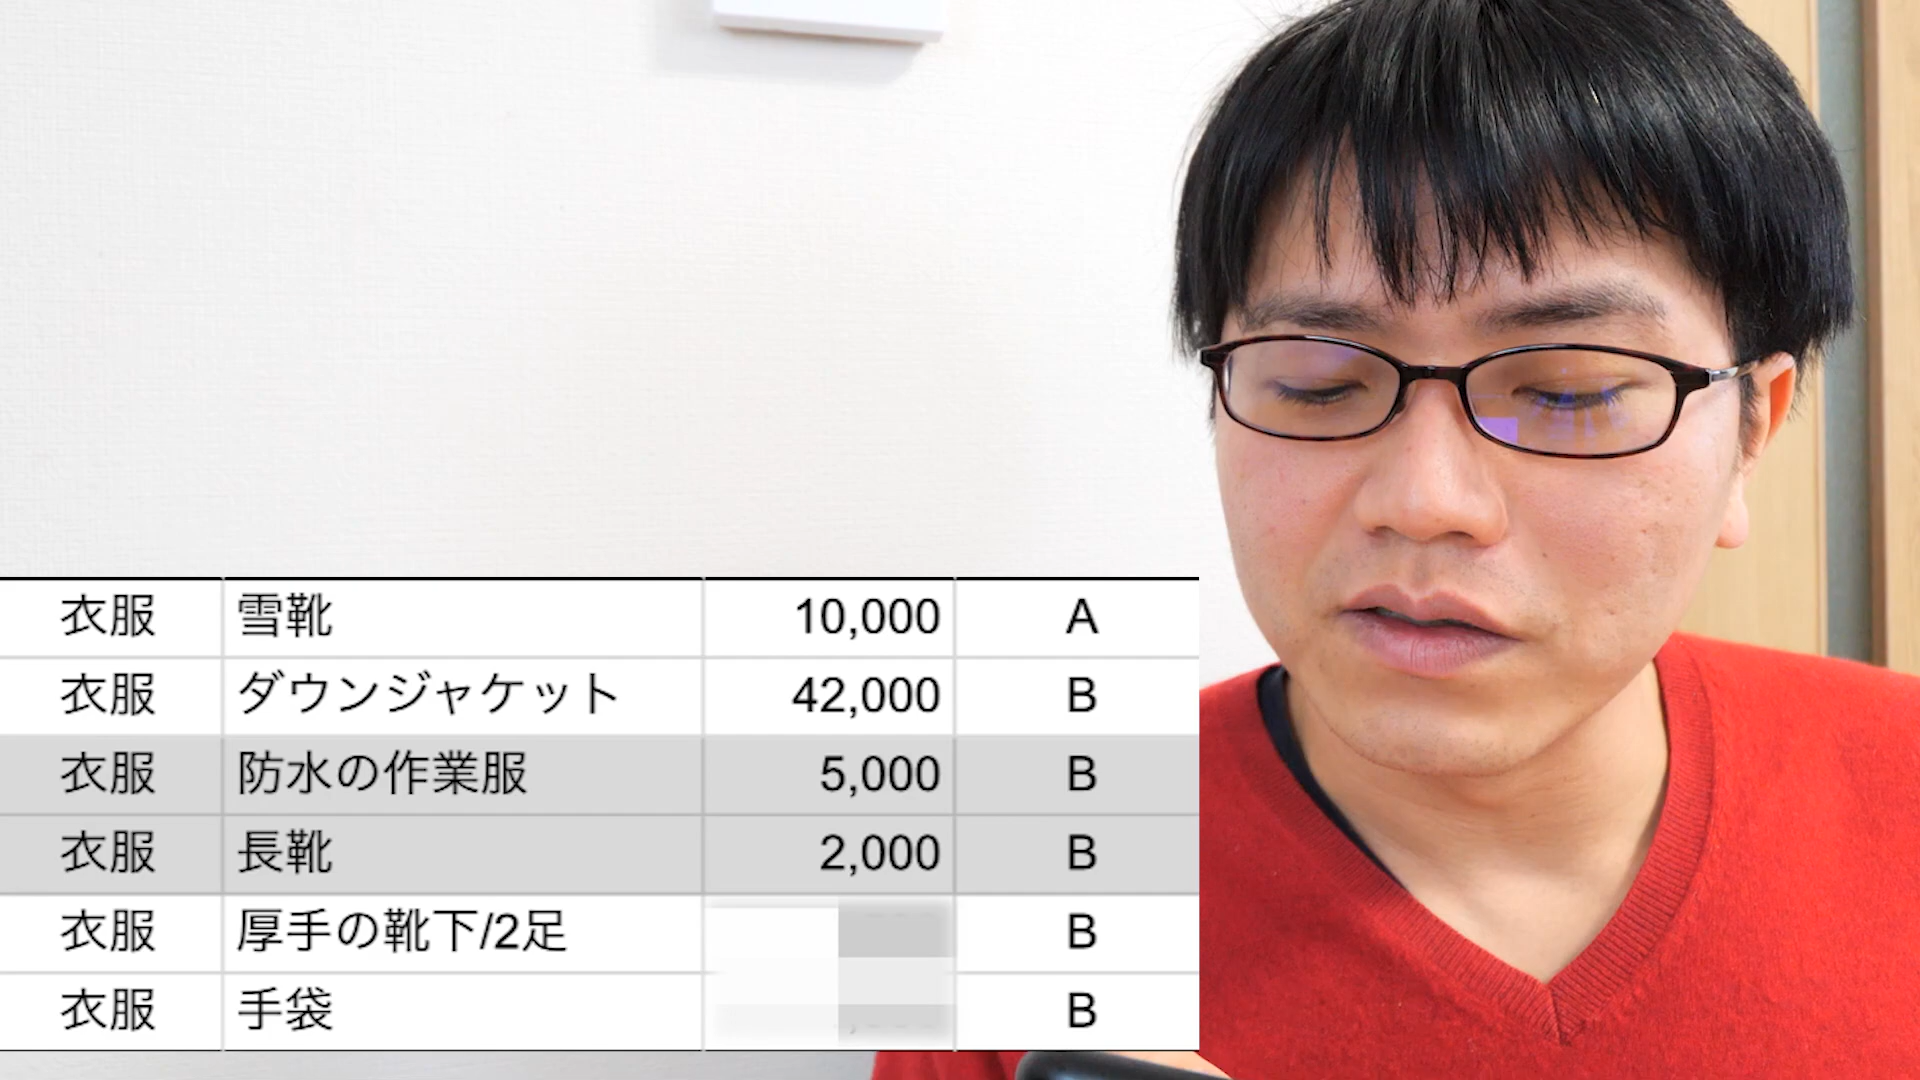 衣服 雪靴 10,000 A
衣服 ダウンジャケット 42,000 B
衣服 防水の作業服 5,000 B
衣服 長靴 2,000 B
衣服 厚手の靴下/2足 B
衣服 手袋 B